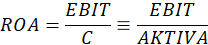 ROA = EBIT / C ≡ EBIT / AKTIVA